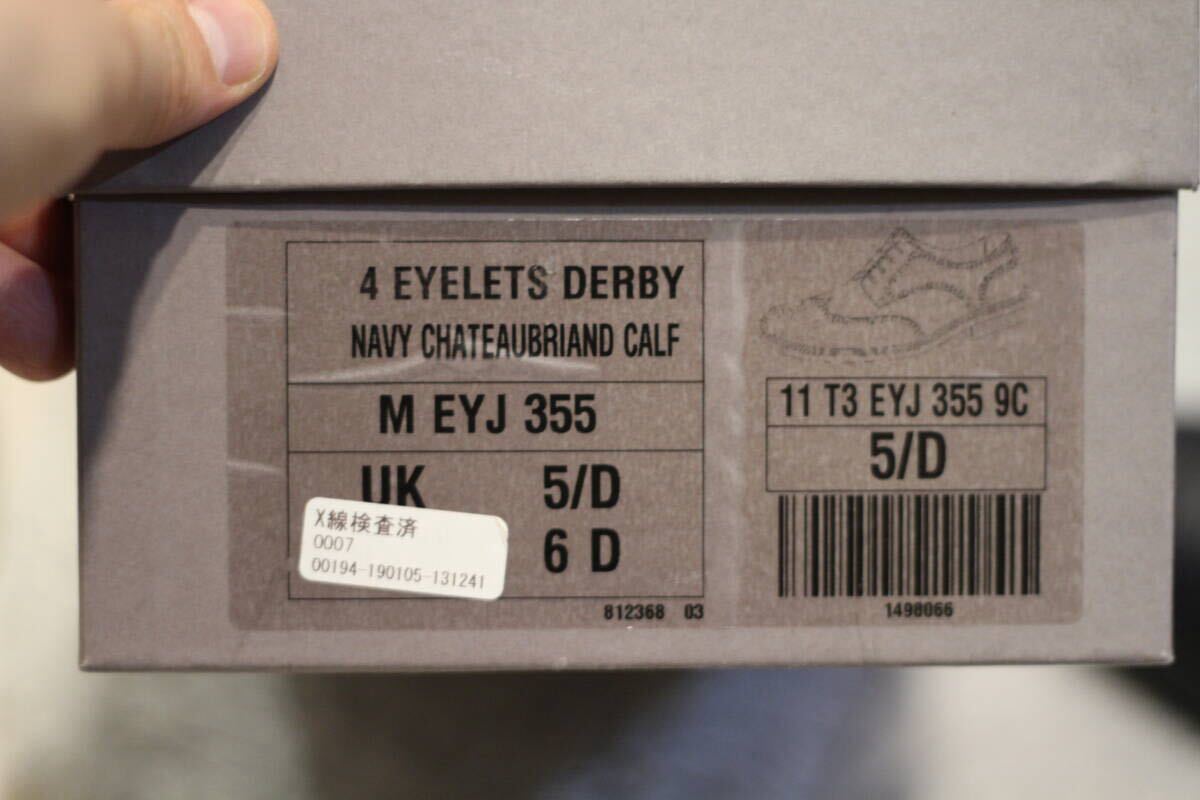 4 EYELETS DERBY
NAVY CHATEAUBRIAND CALF
M EYJ 355
UK 5/D
6 D
X線検査済
0007
00194-190105-131241
812368 03
11 T3 EYJ 355 9C
5/D
1498066